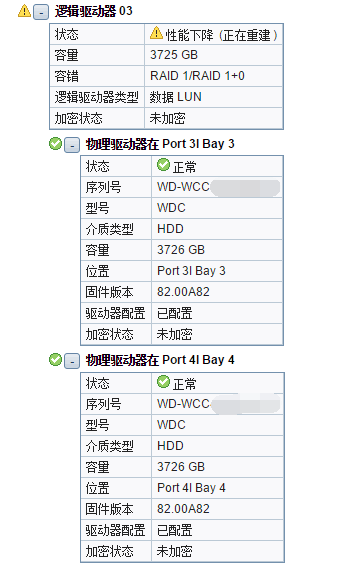 逻辑驱动器 03
状态 性能下降 (正在重建)
容量 3725 GB
容错 RAID 1/RAID 1+0
逻辑驱动器类型 数据 LUN
加密状态 未加密
物理驱动器在 Port 3I Bay 3
状态 正常
序列号 WD-WCC
型号 WDC
介质类型 HDD
容量 3726 GB
位置 Port 3I Bay 3
固件版本 82.00A82
驱动器配置 已配置
加密状态 未加密
物理驱动器在 Port 4I Bay 4
状态 正常
序列号 WD-WCC
型号 WDC
介质类型 HDD
容量 3726 GB
位置 Port 4I Bay 4
固件版本 82.00A82
驱动器配置 已配置
加密状态 未加密